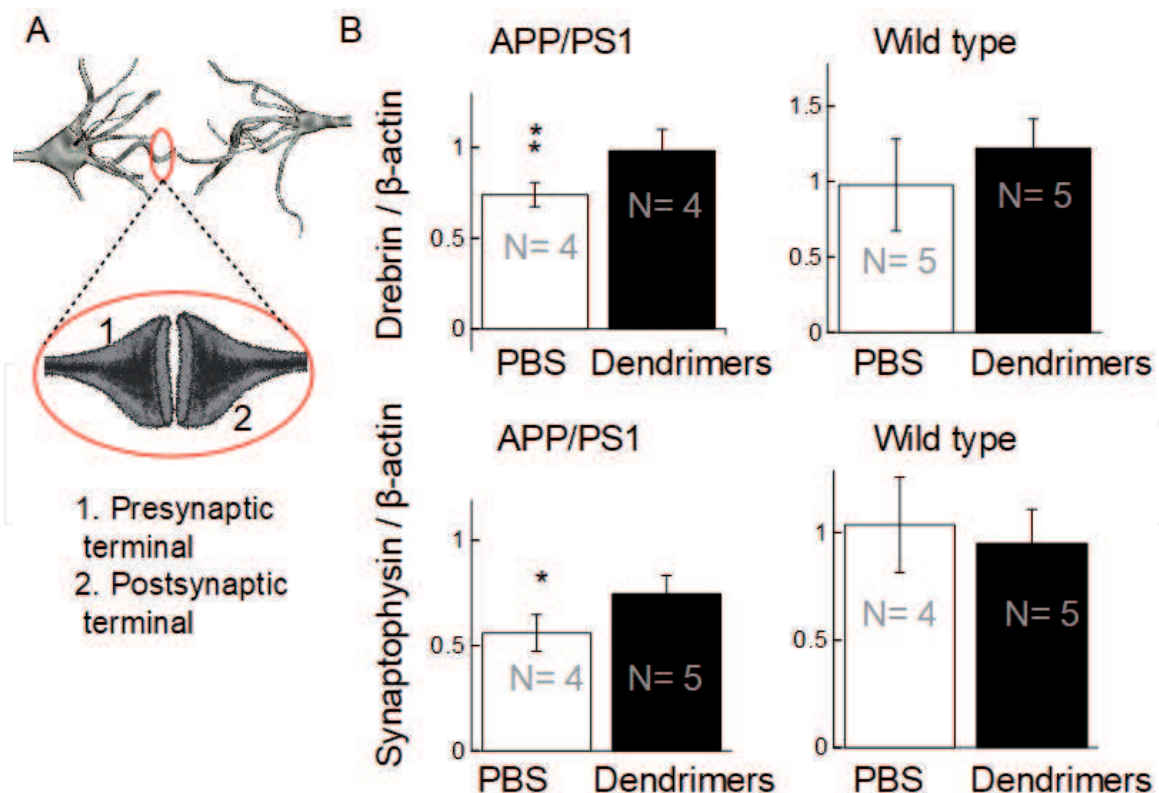 A
B
APP/PS1
Wild type
Drebrin / β-actin
1
0.5
0
**
N= 4
N= 4
PBS
Dendrimers
1.5
1
0.5
0
N= 5
N= 5
PBS
Dendrimers
1
2
1. Presynaptic
terminal
2. Postsynaptic
terminal
APP/PS1
Wild type
Synaptophysin / β-actin
1
0.5
0
*
N= 4
N= 5
PBS
Dendrimers
1
0.5
0
N= 4
N= 5
PBS
Dendrimers